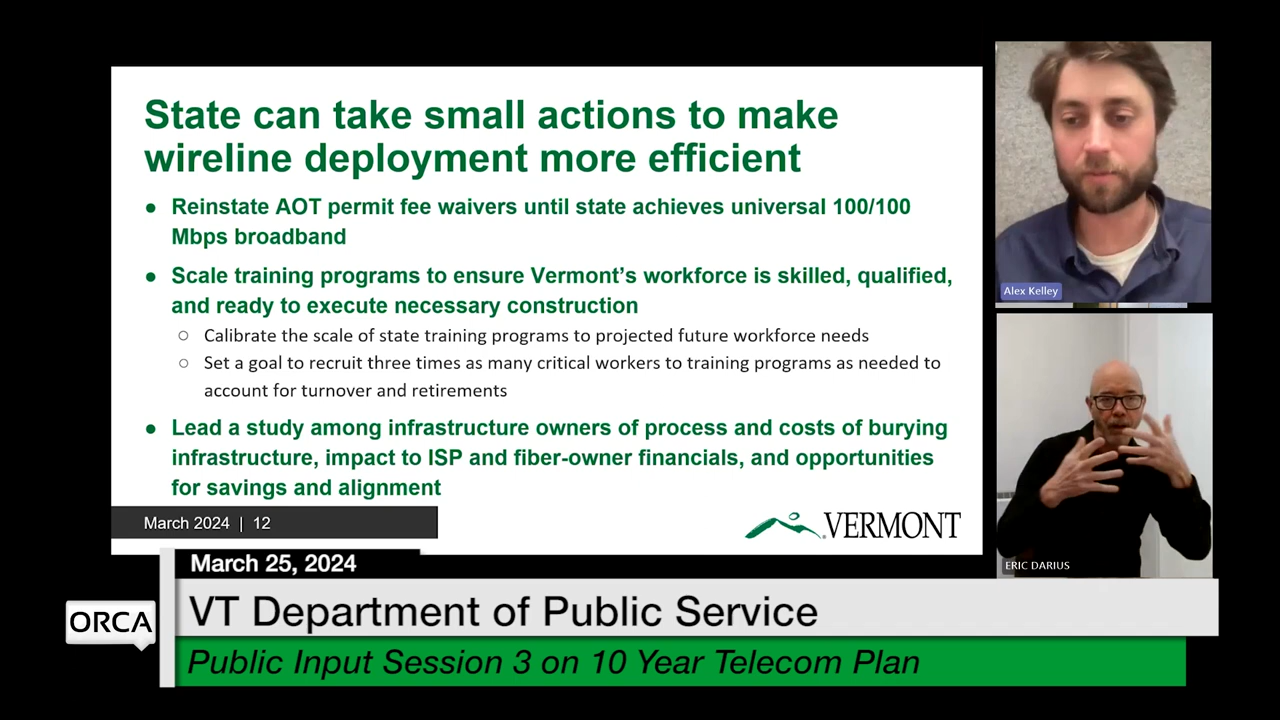 State can take small actions to make
wireline deployment more efficient
● Reinstate AOT permit fee waivers until state achieves universal 100/100
Mbps broadband
● Scale training programs to ensure Vermont’s workforce is skilled, qualified,
and ready to execute necessary construction
○ Calibrate the scale of state training programs to projected future workforce needs
○ Set a goal to recruit three times as many critical workers to training programs as needed to
account for turnover and retirements
● Lead a study among infrastructure owners of process and costs of burying
infrastructure, impact to ISP and fiber-owner financials, and opportunities
for savings and alignment
March 2024 | 12
VERMONT
Alex Kelley
ERIC DARIUS
March 25, 2024
ORCA
VT Department of Public Service
Public Input Session 3 on 10 Year Telecom Plan